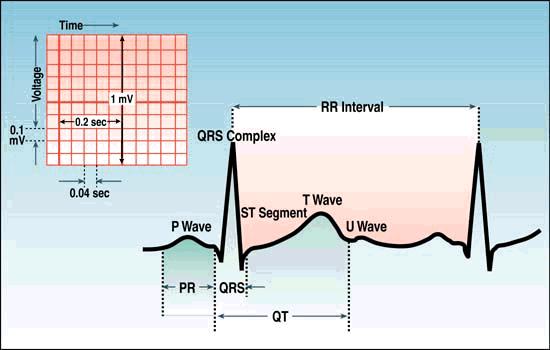 Time
Voltage
1 mV
0.2 sec
0.1
mV
0.04 sec
RR Interval
QRS Complex
T Wave
ST Segment
P Wave
U Wave
PR
QRS
QT